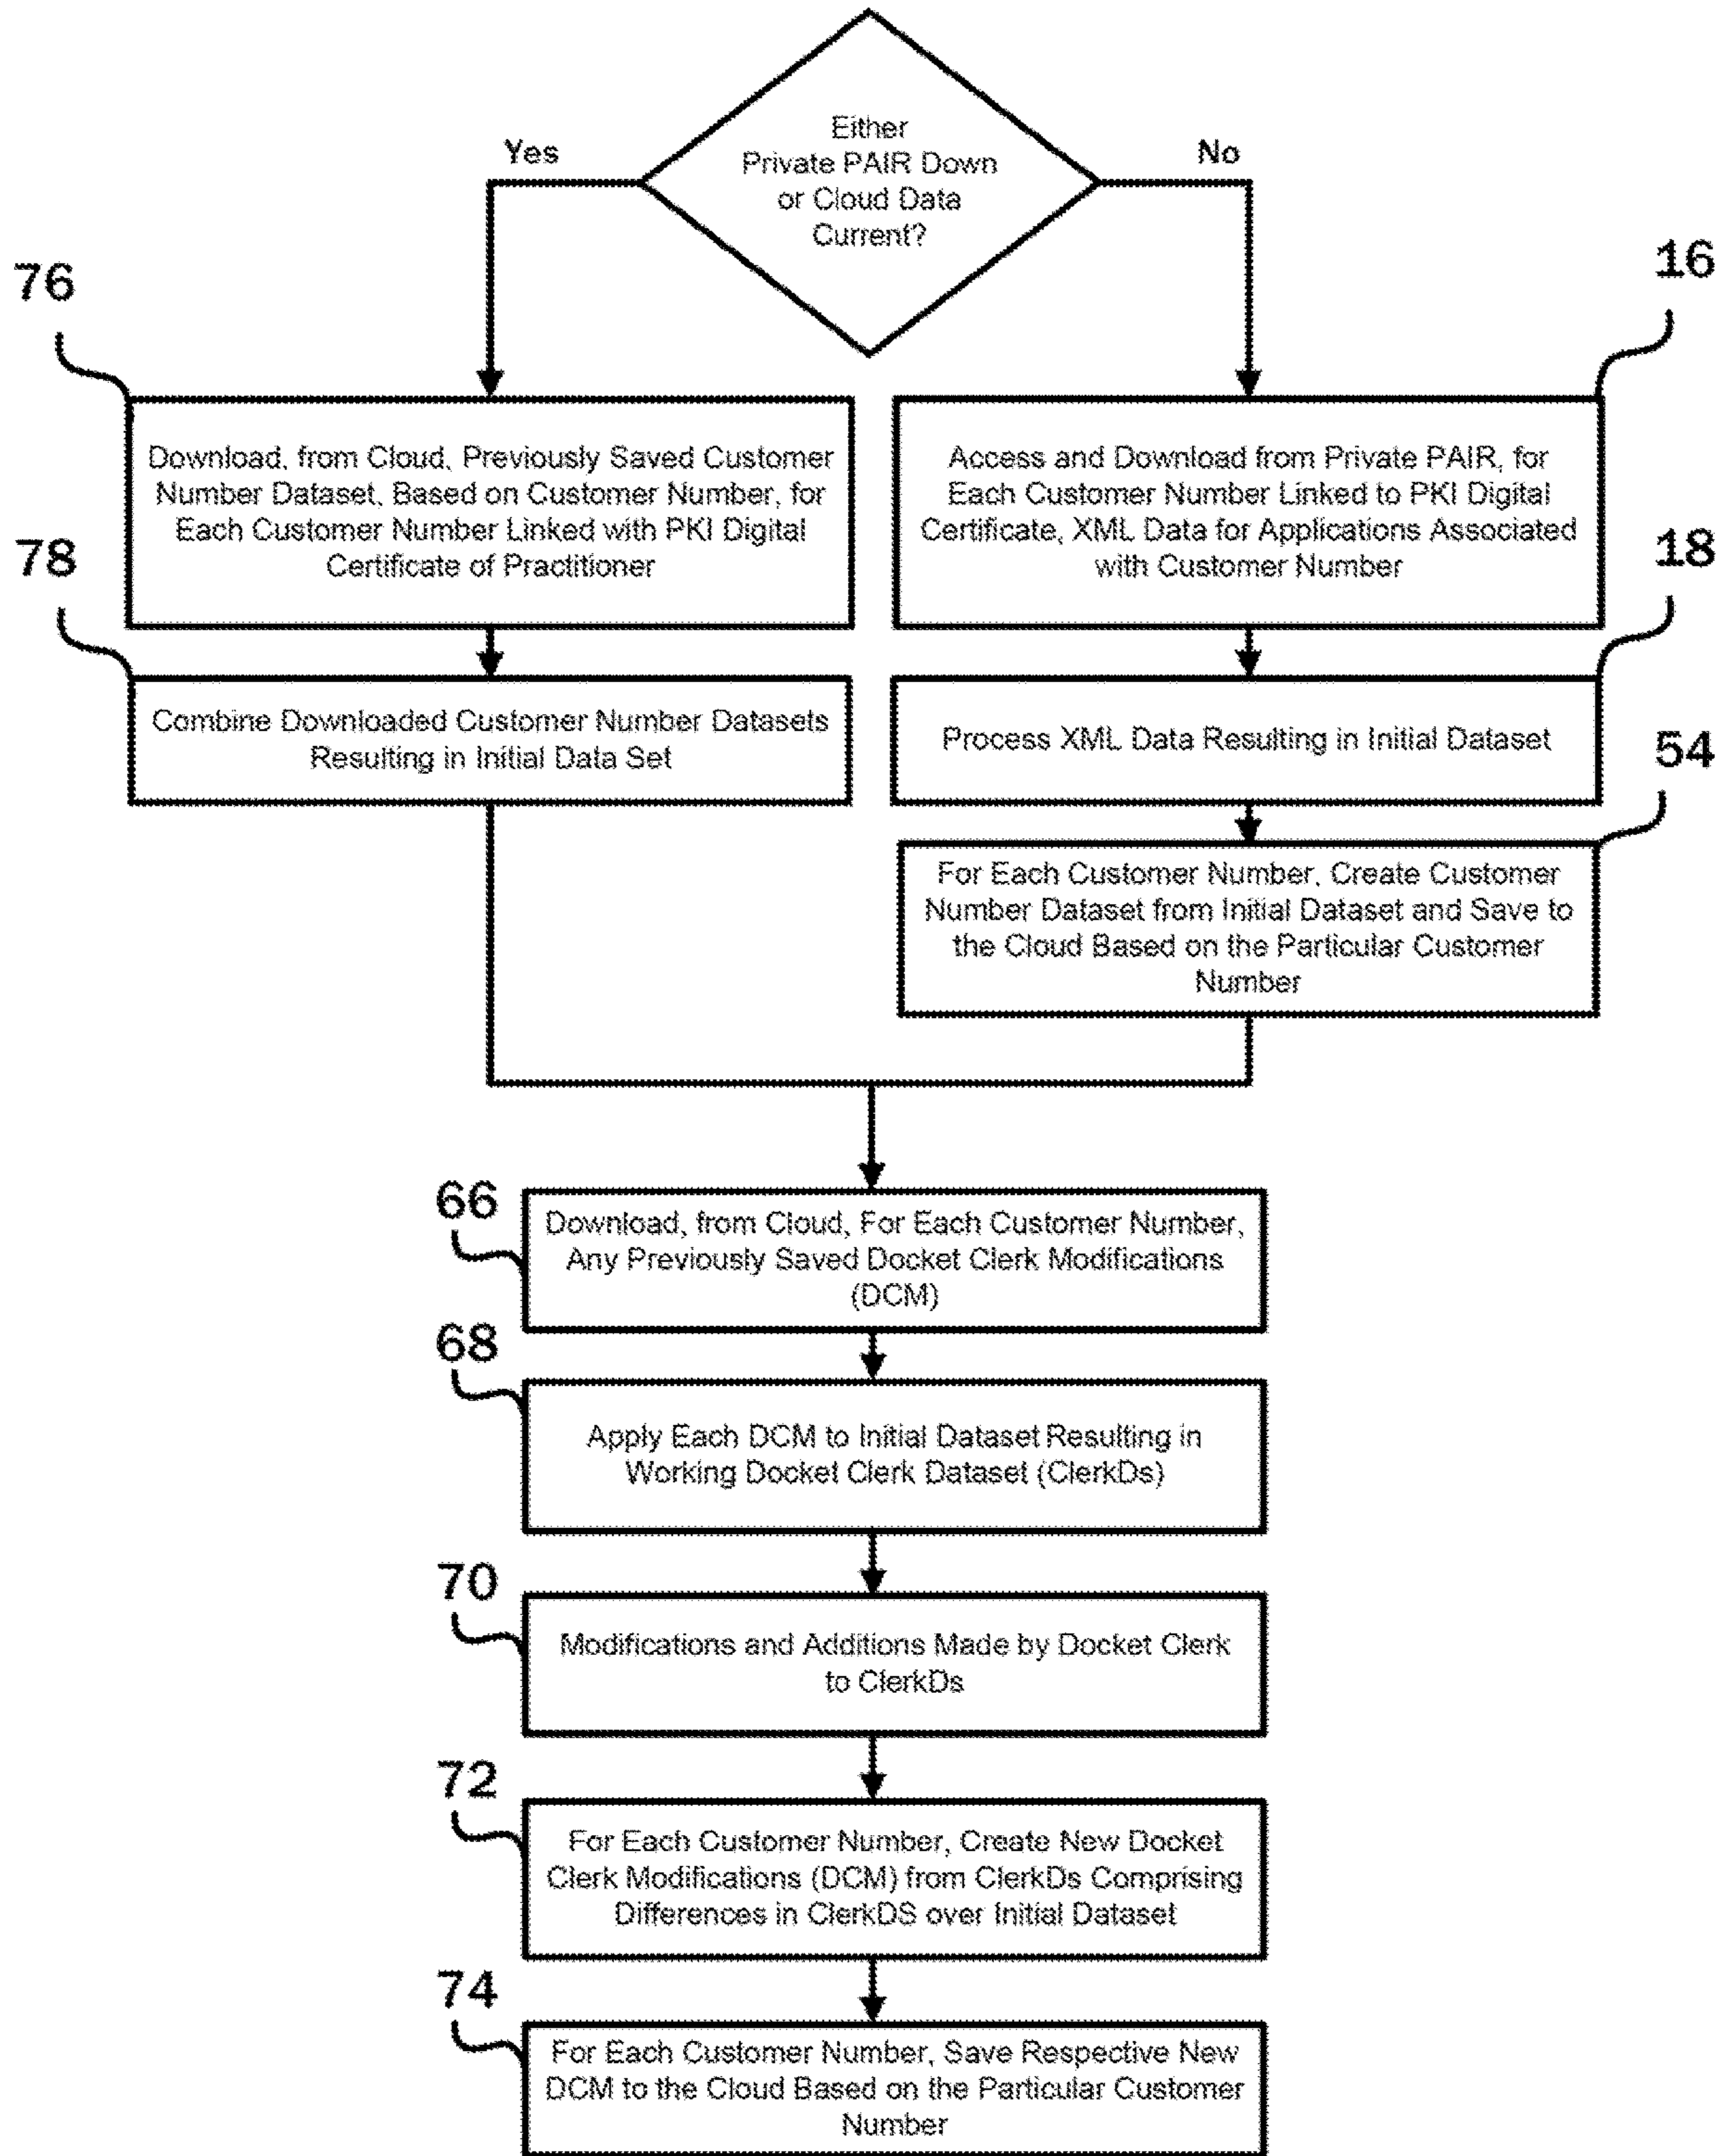 Either
Private PAIR Down
or Cloud Data
Current?
Yes
No
76
16
Download, from Cloud, Previously Saved Customer
Number Dataset, Based on Customer Number, for
Each Customer Number Linked with PKI Digital
Certificate of Practitioner
Access and Download from Private PAIR, for
Each Customer Number Linked to PKI Digital
Certificate, XML Data for Applications Associated
with Customer Number
78
18
Combine Downloaded Customer Number Datasets
Resulting in Initial Data Set
Process XML Data Resulting in Initial Dataset
54
For Each Customer Number, Create Customer
Number Dataset from Initial Dataset and Save to
the Cloud Based on the Particular Customer
Number
66
Download, from Cloud, For Each Customer Number,
Any Previously Saved Docket Clerk Modifications
(DCM)
68
Apply Each DCM to Initial Dataset Resulting in
Working Docket Clerk Dataset (ClerkDs)
70
Modifications and Additions Made by Docket Clerk
to ClerkDs
72
For Each Customer Number, Create New Docket
Clerk Modifications (DCM) from ClerkDs Comprising
Differences in ClerkDS over Initial Dataset
74
For Each Customer Number, Save Respective New
DCM to the Cloud Based on the Particular Customer
Number